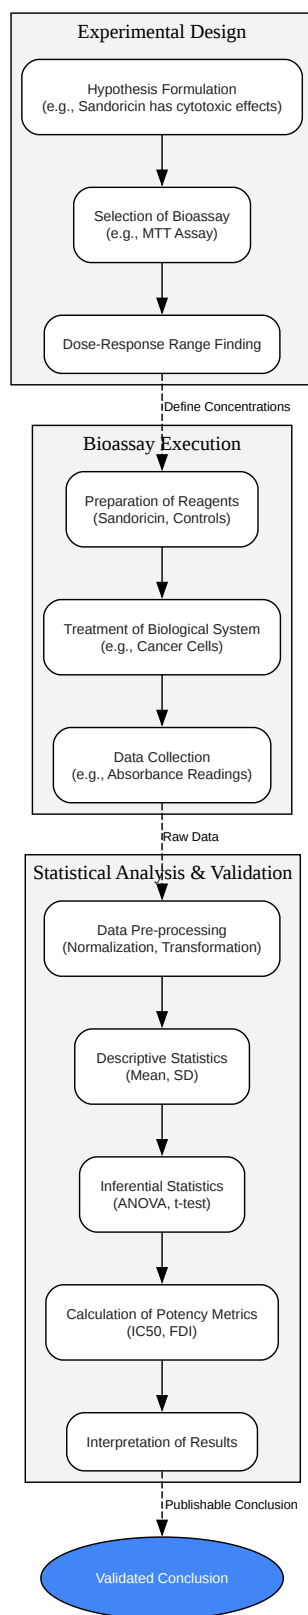 Experimental Design
Hypothesis Formulation
(e.g., Sandoricin has cytotoxic effects)
Selection of Bioassay
(e.g., MTT Assay)
Dose-Response Range Finding
Define Concentrations
Bioassay Execution
Preparation of Reagents
(Sandoricin, Controls)
Treatment of Biological System
(e.g., Cancer Cells)
Data Collection
(e.g., Absorbance Readings)
Raw Data
Statistical Analysis & Validation
Data Pre-processing
(Normalization, Transformation)
Descriptive Statistics
(Mean, SD)
Inferential Statistics
(ANOVA, t-test)
Calculation of Potency Metrics
(IC50, FDI)
Interpretation of Results
Publishable Conclusion
Validated Conclusion